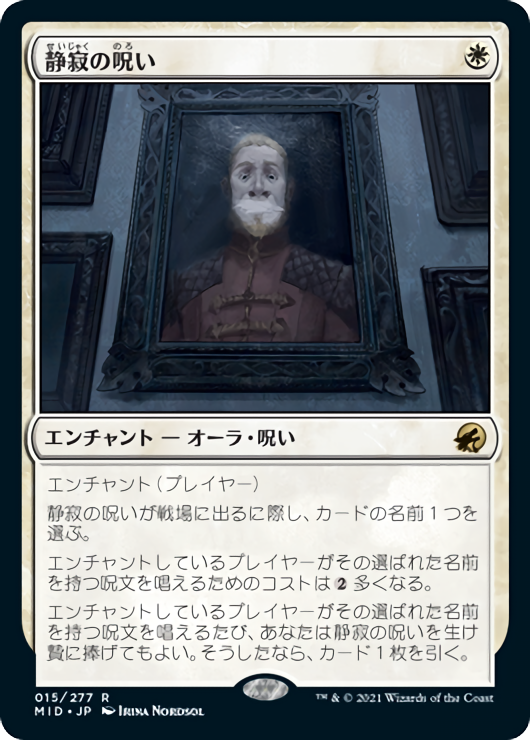 せいじゃく のろ
静寂の呪い
エンチャント — オーラ・呪い
エンチャント(プレイヤー)
静寂の呪いが戦場に出るに際し、カードの名前1つを
選ぶ。
エンチャントしているプレイヤーがその選ばれた名前
を持つ呪文を唱えるためのコストは2多くなる。
エンチャントしているプレイヤーがその選ばれた名前
を持つ呪文を唱えるたび、あなたは静寂の呪いを生け
贄に捧げてもよい。そうしたなら、カード1枚を引く。
015/277 R
MID・JP Irina Nordsol
™ & © 2021 Wizards of the Coast